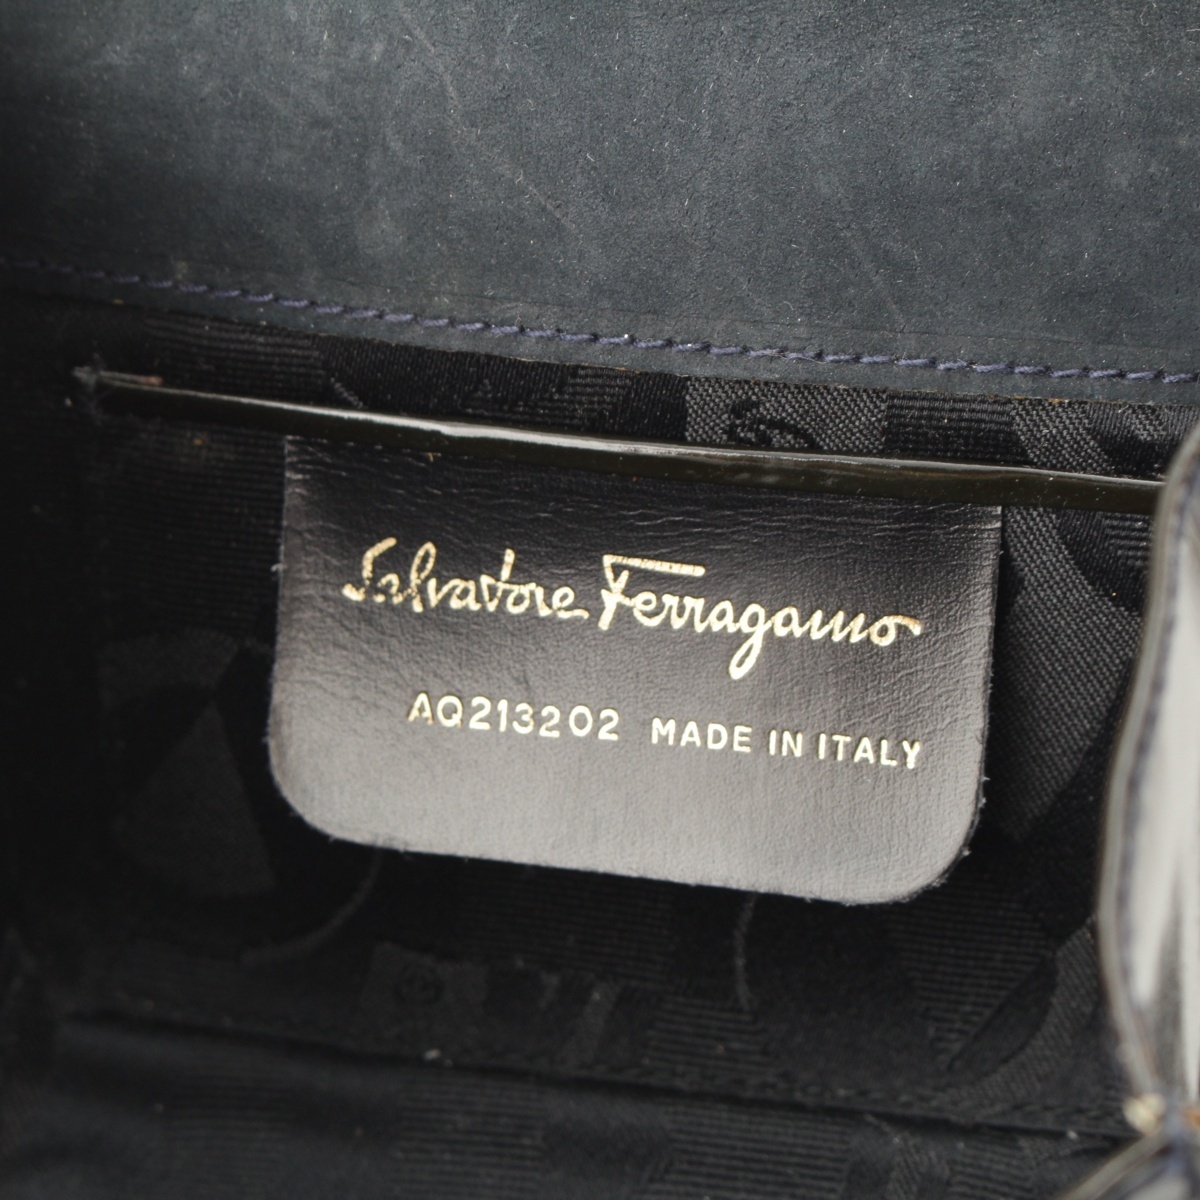 Salvatore Ferragamo
AQ213202 MADE IN ITALY